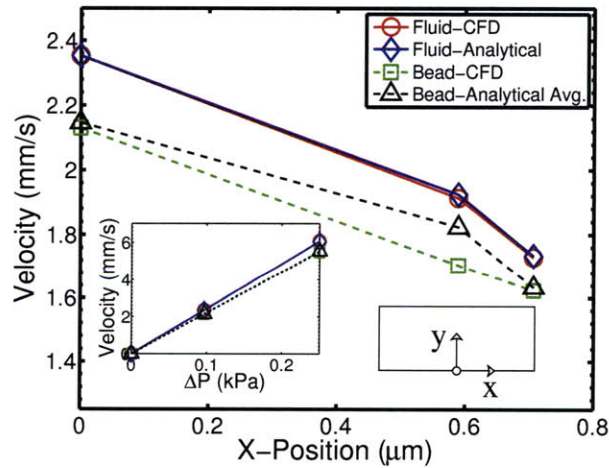 Fluid-CFD
Fluid-Analytical
Bead-CFD
Bead-Analytical Avg.
2.4
2.2
2
1.8
1.6
1.4
Velocity (mm/s)
6
4
2
0
Velocity (mm/s)
0
0.1
0.2
ΔP (kPa)
y
x
0
0.2
0.4
0.6
0.8
X-Position (μm)